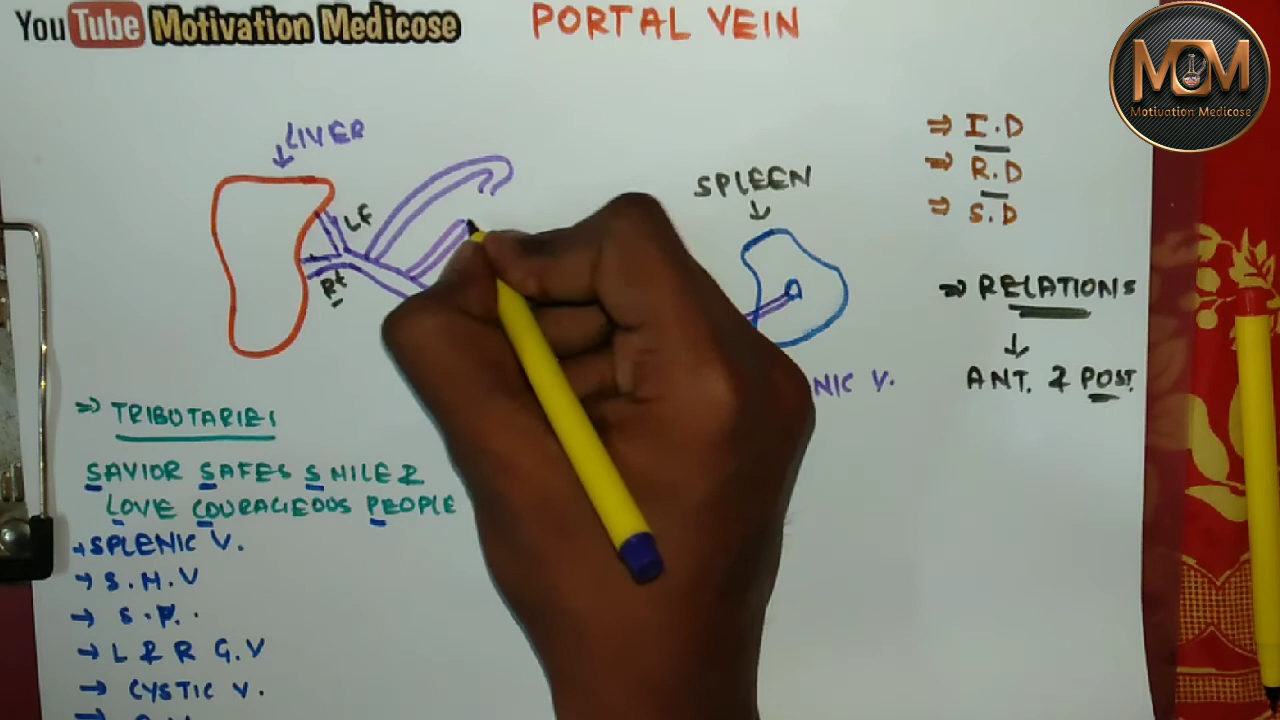 YouTube Motivation Medicose
PORTAL VEIN
MOM
Motivation Medicose
LIVER
LF
Rt
SPLEEN
NIC V.
⇒ I.D
⇒ R.D
⇒ S.D
⇒ RELATIONS
↓
ANT. & POST.
⇒ TRIBUTARIES
SAVIOR SAFES SMILE &
LOVE COURAGEOUS PEOPLE
→ SPLENIC V.
→ S.M.V
→ S.P.
→ L & R G.V
→ CYSTIC V.